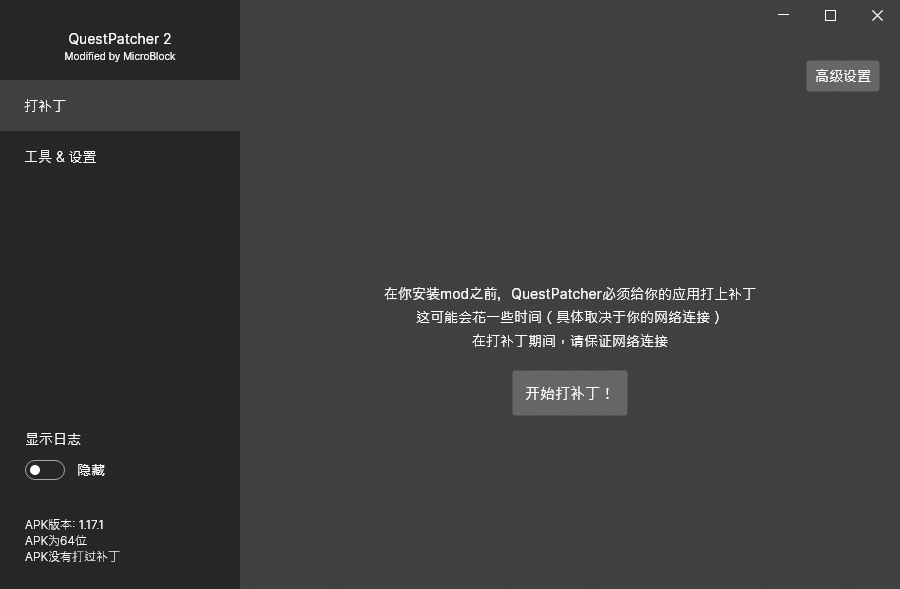 QuestPatcher 2
Modified by MicroBlock
打补丁
工具 & 设置
高级设置
在你安装mod之前，QuestPatcher必须给你的应用打上补丁
这可能会花一些时间（具体取决于你的网络连接）
在打补丁期间，请保证网络连接
开始打补丁！
显示日志
隐藏
APK版本: 1.17.1
APK为64位
APK没有打过补丁